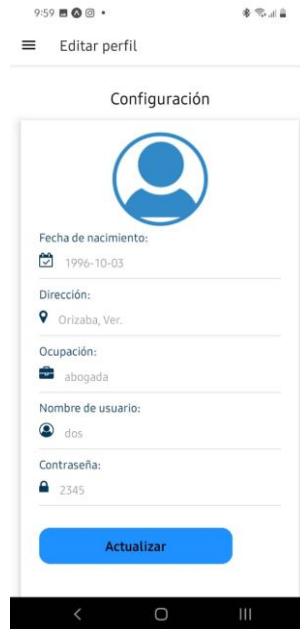 9:59
Editar perfil
Configuración
Fecha de nacimiento:
1996-10-03
Dirección:
Orizaba, Ver.
Ocupación:
abogada
Nombre de usuario:
dos
Contraseña:
2345
Actualizar